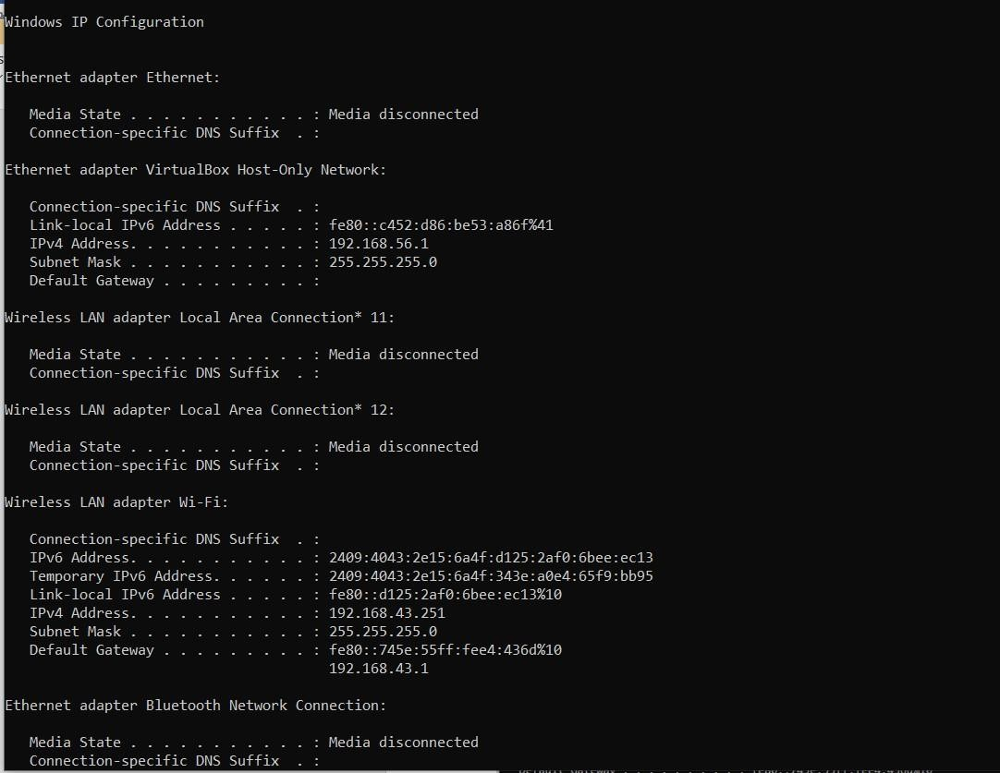 Windows IP Configuration
Ethernet adapter Ethernet:
Media State . . . . . . . . . . . : Media disconnected
Connection-specific DNS Suffix  . :
Ethernet adapter VirtualBox Host-Only Network:
Connection-specific DNS Suffix  . :
Link-local IPv6 Address . . . . . : fe80::c452:d86:be53:a86f%41
IPv4 Address. . . . . . . . . . . : 192.168.56.1
Subnet Mask . . . . . . . . . . . : 255.255.255.0
Default Gateway . . . . . . . . . :
Wireless LAN adapter Local Area Connection* 11:
Media State . . . . . . . . . . . : Media disconnected
Connection-specific DNS Suffix  . :
Wireless LAN adapter Local Area Connection* 12:
Media State . . . . . . . . . . . : Media disconnected
Connection-specific DNS Suffix  . :
Wireless LAN adapter Wi-Fi:
Connection-specific DNS Suffix  . :
IPv6 Address. . . . . . . . . . . : 2409:4043:2e15:6a4f:d125:2af0:6bee:ec13
Temporary IPv6 Address. . . . . . : 2409:4043:2e15:6a4f:343e:a0e4:65f9:bb95
Link-local IPv6 Address . . . . . : fe80::d125:2af0:6bee:ec13%10
IPv4 Address. . . . . . . . . . . : 192.168.43.251
Subnet Mask . . . . . . . . . . . : 255.255.255.0
Default Gateway . . . . . . . . . : fe80::745e:55ff:fee4:436d%10
192.168.43.1
Ethernet adapter Bluetooth Network Connection:
Media State . . . . . . . . . . . : Media disconnected
Connection-specific DNS Suffix  . :